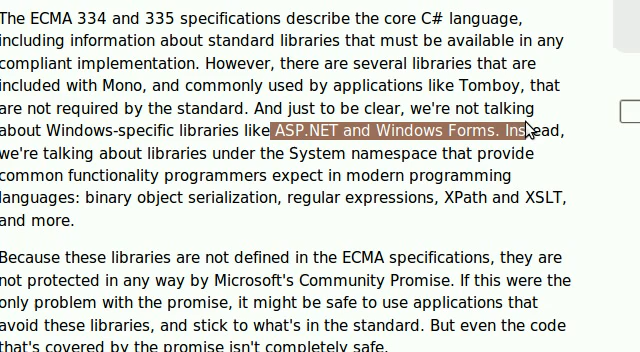 The ECMA 334 and 335 specifications describe the core C# language,
including information about standard libraries that must be available in any
compliant implementation. However, there are several libraries that are
included with Mono, and commonly used by applications like Tomboy, that
are not required by the standard. And just to be clear, we're not talking
about Windows-specific libraries like ASP.NET and Windows Forms. Instead,
we're talking about libraries under the System namespace that provide
common functionality programmers expect in modern programming
languages: binary object serialization, regular expressions, XPath and XSLT,
and more.
Because these libraries are not defined in the ECMA specifications, they are
not protected in any way by Microsoft's Community Promise. If this were the
only problem with the promise, it might be safe to use applications that
avoid these libraries, and stick to what's in the standard. But even the code
that's covered by the promise isn't completely safe.